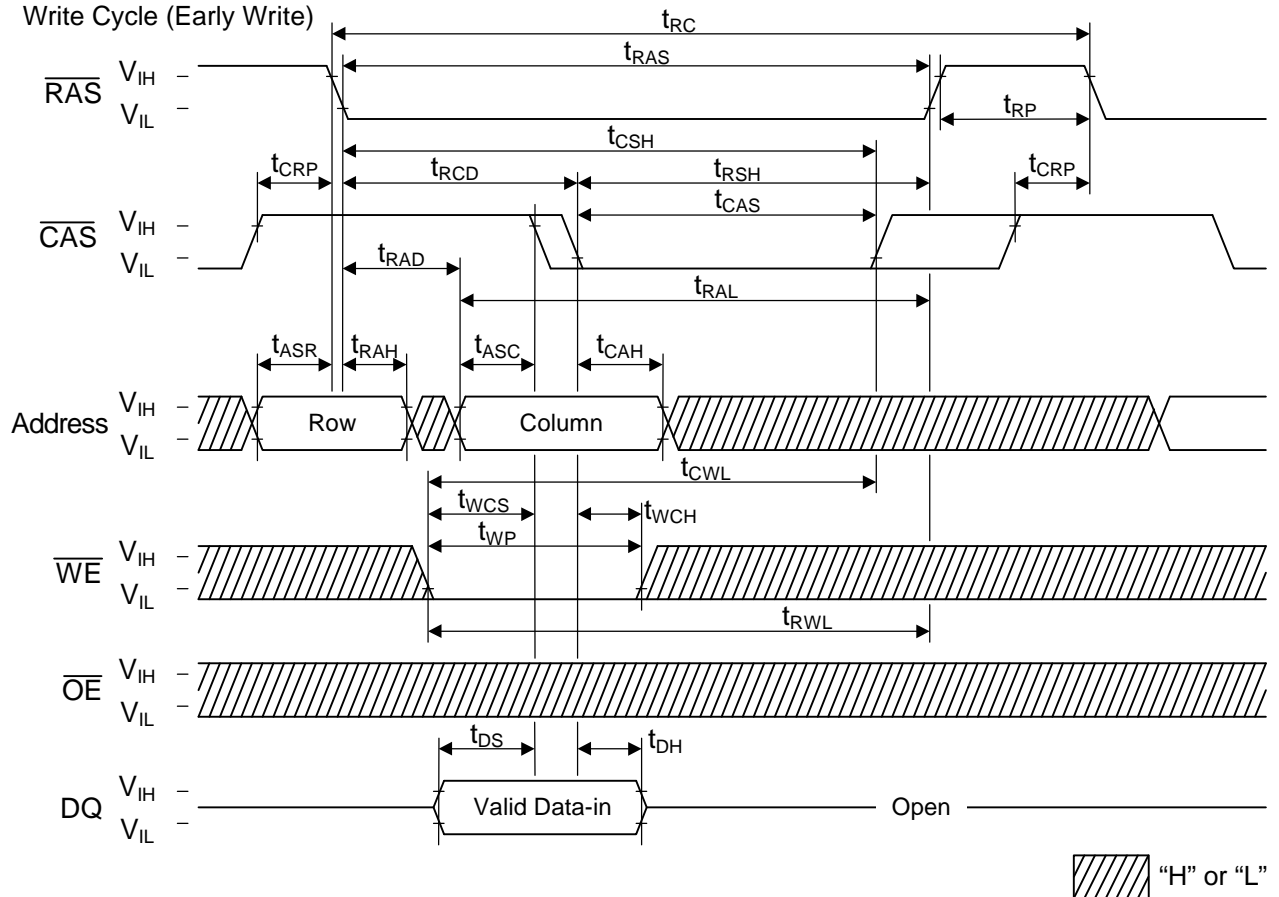 Write Cycle (Early Write)
tRC
RAS
VIH
VIL
tRAS
tRP
tCSH
tCRP
tRCD
tRSH
tCRP
CAS
VIH
VIL
tCAS
tRAD
tRAL
tASR
tRAH
tASC
tCAH
Address
VIH
VIL
Row
Column
tCWL
tWCS
tWCH
tWP
WE
VIH
VIL
tRWL
OE
VIH
VIL
tDS
tDH
DQ
VIH
VIL
Valid Data-in
Open
“H” or “L”